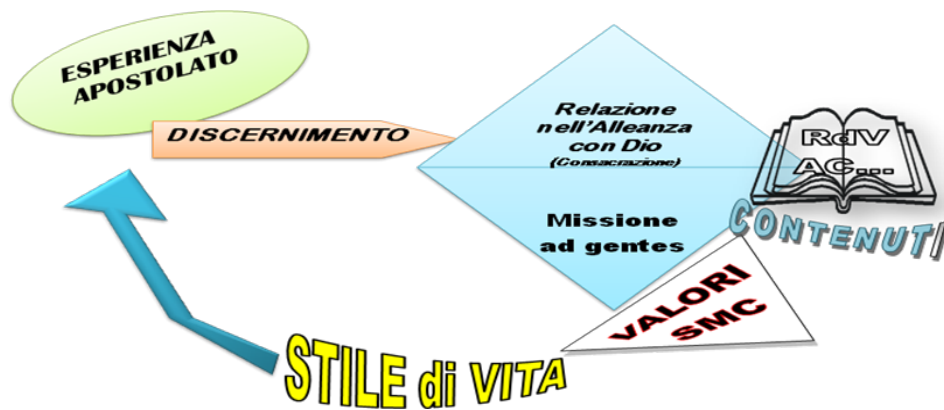 ESPERIENZA
APOSTOLATO
DISCERNIMENTO
Relazione
nell'Alleanza
con Dio
(Consacrazione)
Missione
ad gentes
RdV
AC...
CONTENUTI
VALORI
SMC
STILE di VITA